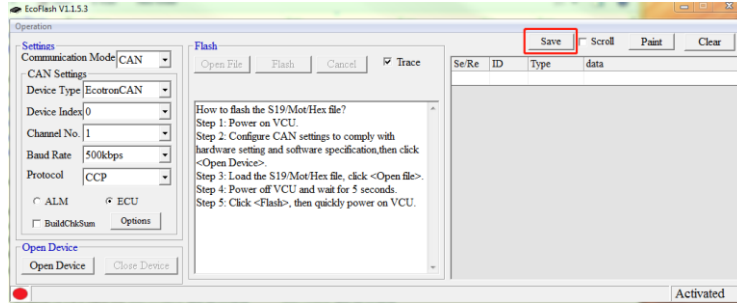 EcoFlash V1.1.5.3
Operation
Settings
Communication Mode CAN
CAN Settings
Device Type EcotronCAN
Device Index 0
Channel No. 1
Baud Rate 500kbps
Protocol CCP
ALM ECU
BuildChkSum Options
Open Device
Open Device Close Device
Flash
Open File Flash Cancel Trace
How to flash the S19/Mot/Hex file?
Step 1: Power on VCU.
Step 2: Configure CAN settings to comply with
hardware setting and software specification,then click
<Open Device>.
Step 3: Load the S19/Mot/Hex file, click <Open file>.
Step 4: Power off VCU and wait for 5 seconds.
Step 5: Click <Flash>, then quickly power on VCU.
Save Scroll Paint Clear
Se/Re ID Type data
Activated